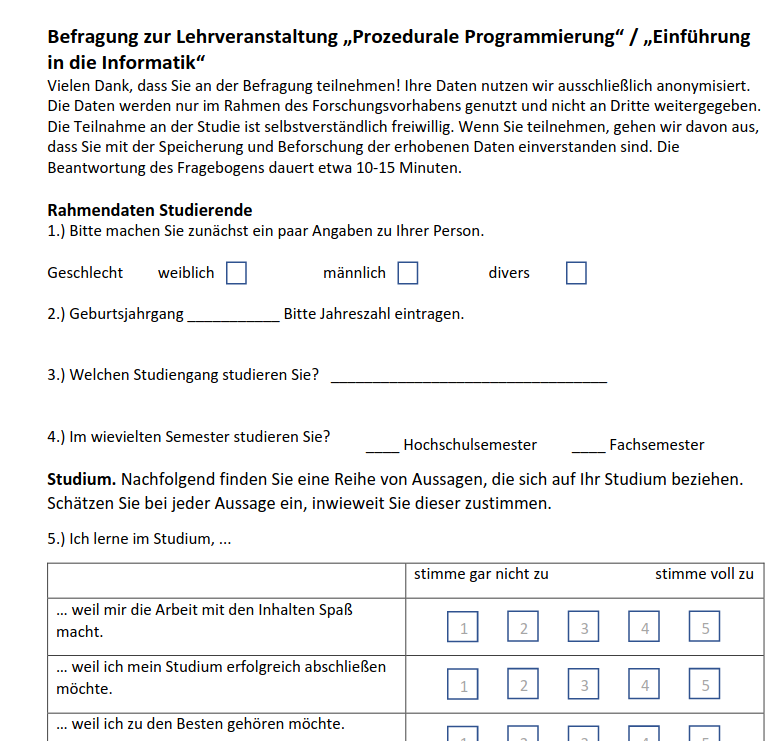 Befragung zur Lehrveranstaltung „Prozedurale Programmierung“ / „Einführung
in die Informatik“
Vielen Dank, dass Sie an der Befragung teilnehmen! Ihre Daten nutzen wir ausschließlich anonymisiert.
Die Daten werden nur im Rahmen des Forschungsvorhabens genutzt und nicht an Dritte weitergegeben.
Die Teilnahme an der Studie ist selbstverständlich freiwillig. Wenn Sie teilnehmen, gehen wir davon aus,
dass Sie mit der Speicherung und Beforschung der erhobenen Daten einverstanden sind. Die
Beantwortung des Fragebogens dauert etwa 10-15 Minuten.
Rahmendaten Studierende
1.) Bitte machen Sie zunächst ein paar Angaben zu Ihrer Person.
Geschlecht weiblich männlich divers
2.) Geburtsjahrgang ___________ Bitte Jahreszahl eintragen.
3.) Welchen Studiengang studieren Sie? _________________________________
4.) Im wievielten Semester studieren Sie? ____ Hochschulsemester ____ Fachsemester
Studium. Nachfolgend finden Sie eine Reihe von Aussagen, die sich auf Ihr Studium beziehen.
Schätzen Sie bei jeder Aussage ein, inwieweit Sie dieser zustimmen.
5.) Ich lerne im Studium, ...
stimme gar nicht zu stimme voll zu
... weil mir die Arbeit mit den Inhalten Spaß
macht.
1 2 3 4 5
... weil ich mein Studium erfolgreich abschließen
möchte.
1 2 3 4 5
... weil ich zu den Besten gehören möchte.